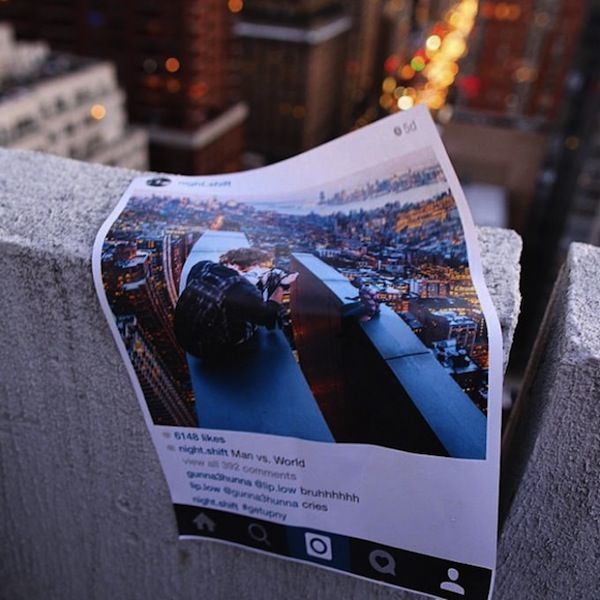 night.shift
5d
6148 likes
night.shift Man vs. World
view all 392 comments
gunna3hunna @lip.low bruhhhhhh
lip.low @gunna3hunna cries
night.shift #getupny